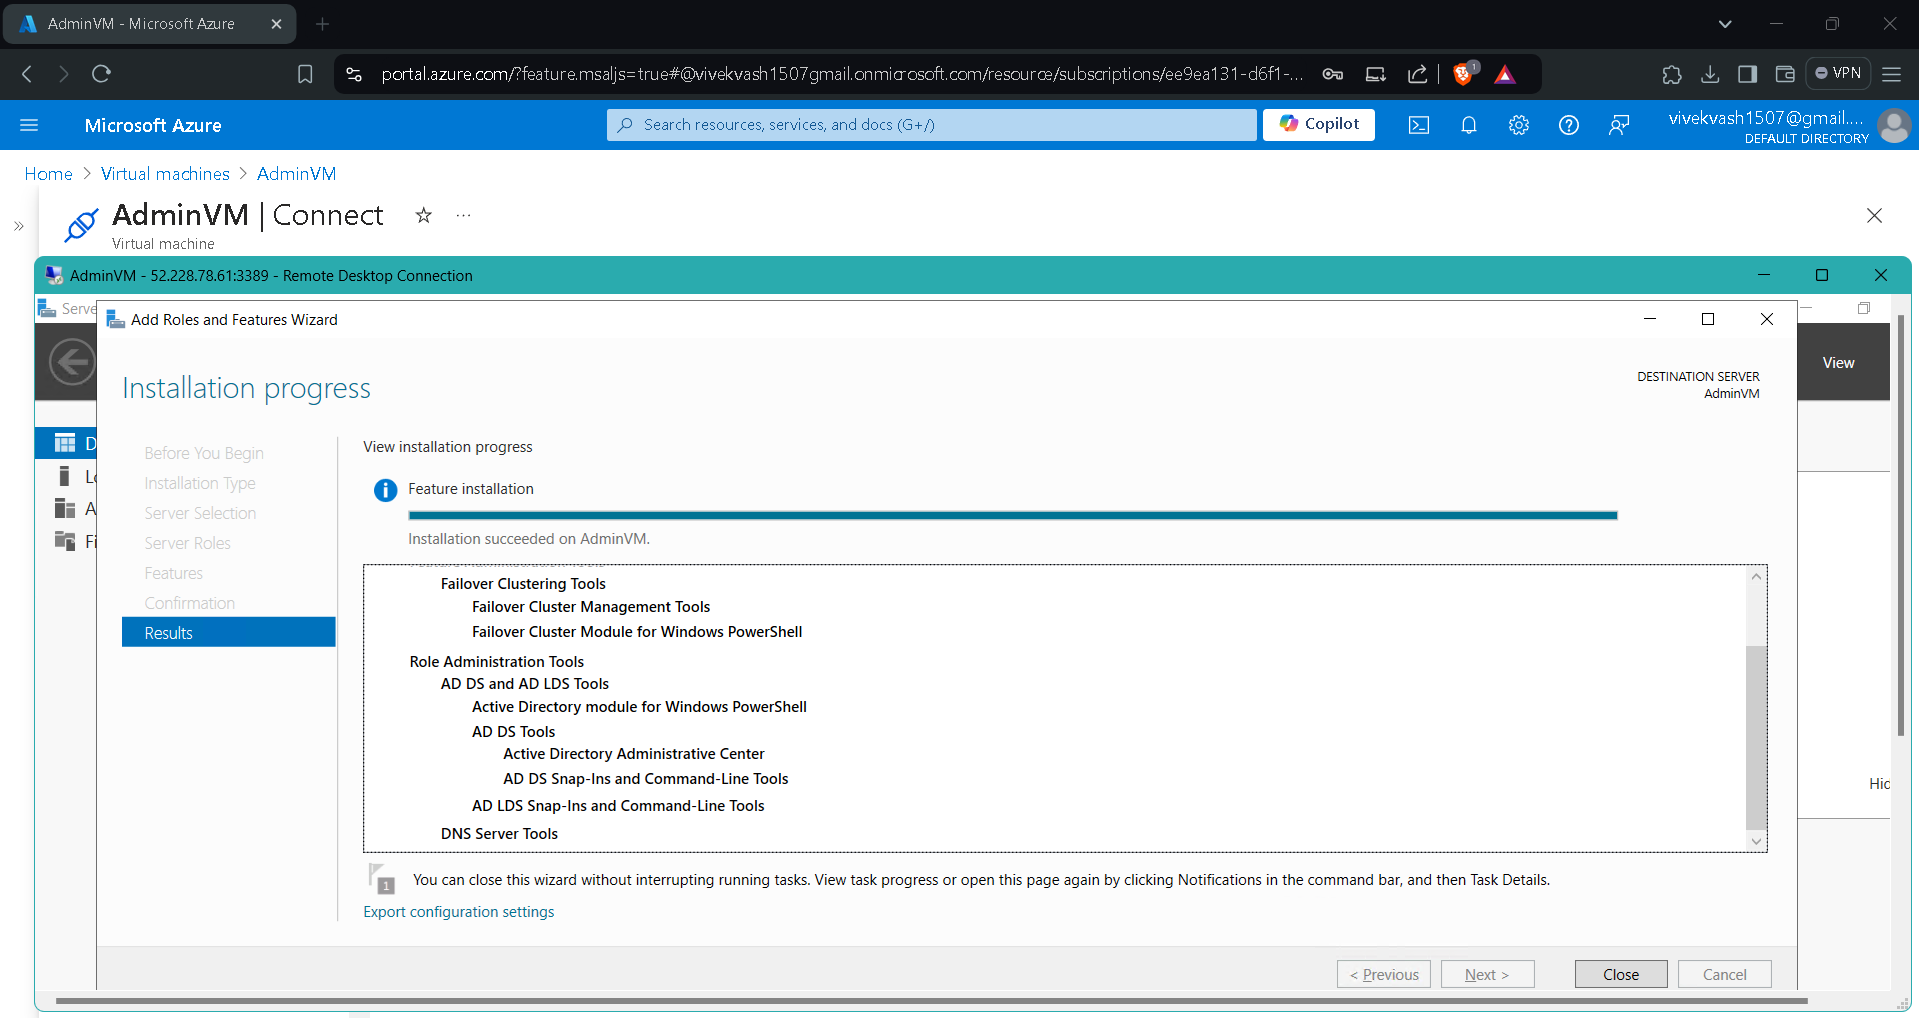 AdminVM - Microsoft Azure
portal.azure.com/?feature.msaljs=true#@vivekvash1507gmail.onmicrosoft.com/resource/subscriptions/ee9ea131-d6f1-...
1
VPN
Microsoft Azure
Search resources, services, and docs (G+/)
Copilot
vivekvash1507@gmail....
DEFAULT DIRECTORY
Home > Virtual machines > AdminVM
AdminVM | Connect
Virtual machine
AdminVM - 52.228.78.61:3389 - Remote Desktop Connection
Serve
Add Roles and Features Wizard
View
Installation progress
DESTINATION SERVER
AdminVM
D
Lo
A
Fi
Before You Begin
Installation Type
Server Selection
Server Roles
Features
Confirmation
Results
View installation progress
Feature installation
Installation succeeded on AdminVM.
Failover Clustering Tools
Failover Cluster Management Tools
Failover Cluster Module for Windows PowerShell
Role Administration Tools
AD DS and AD LDS Tools
Active Directory module for Windows PowerShell
AD DS Tools
Active Directory Administrative Center
AD DS Snap-Ins and Command-Line Tools
AD LDS Snap-Ins and Command-Line Tools
DNS Server Tools
Hid
1
You can close this wizard without interrupting running tasks. View task progress or open this page again by clicking Notifications in the command bar, and then Task Details.
Export configuration settings
< Previous
Next >
Close
Cancel